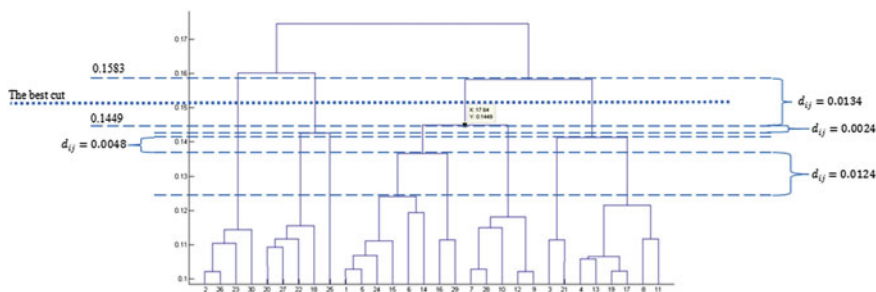 0.17
0.1583
0.16
The best cut
0.15
0.1449
X: 17.64
Y: 0.1449
d_ij = 0.0134
d_ij = 0.0024
d_ij = 0.0048
0.14
0.13
d_ij = 0.0124
0.12
0.11
0.1
2 26 23 30 20 27 22 18 25 1 5 24 15 6 14 16 29 7 28 10 12 9 3 21 4 13 19 17 8 11